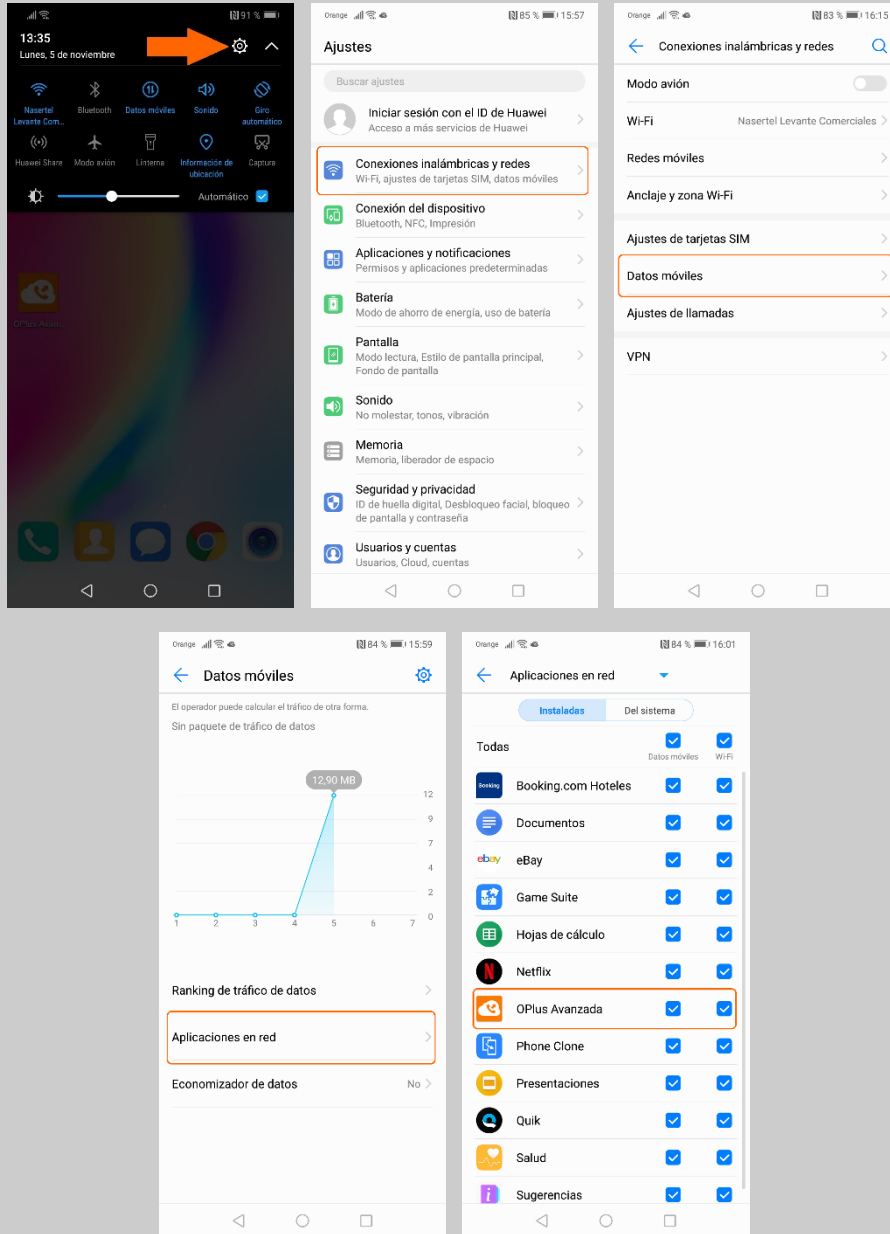 91 %
13:35
Lunes, 5 de noviembre
Nasertel
Levante Com...
Bluetooth
Datos móviles
Sonido
Giro
automático
Huawei Share
Modo avión
Linterna
Información de
ubicación
Captura
Automático
Orange 85 % 15:57
Ajustes
Buscar ajustes
Iniciar sesión con el ID de Huawei
Acceso a más servicios de Huawei
Conexiones inalámbricas y redes
Wi-Fi, ajustes de tarjetas SIM, datos móviles
Conexión del dispositivo
Bluetooth, NFC, Impresión
Aplicaciones y notificaciones
Permisos y aplicaciones predeterminadas
Batería
Modo de ahorro de energía, uso de batería
Pantalla
Modo lectura, Estilo de pantalla principal,
Fondo de pantalla
Sonido
No molestar, tonos, vibración
Memoria
Memoria, liberador de espacio
Seguridad y privacidad
ID de huella digital, Desbloqueo facial, bloqueo
de pantalla y contraseña
Usuarios y cuentas
Usuarios, Cloud, cuentas
Orange 83 % 16:15
Conexiones inalámbricas y redes
Modo avión
Wi-Fi Nasertel Levante Comerciales
Redes móviles
Anclaje y zona Wi-Fi
Ajustes de tarjetas SIM
Datos móviles
Ajustes de llamadas
VPN
Orange 84 % 15:59
Datos móviles
El operador puede calcular el tráfico de otra forma.
Sin paquete de tráfico de datos
12,90 MB
12
9
7
4
2
0
1 2 3 4 5 6 7
Ranking de tráfico de datos
Aplicaciones en red
Economizador de datos No
Orange 84 % 16:01
Aplicaciones en red
Instaladas Del sistema
Todas
Datos móviles Wi-Fi
Booking Booking.com Hoteles
Documentos
ebay eBay
Game Suite
Hojas de cálculo
N Netflix
OPlus Avanzada
Phone Clone
Presentaciones
Quik
Salud
i Sugerencias